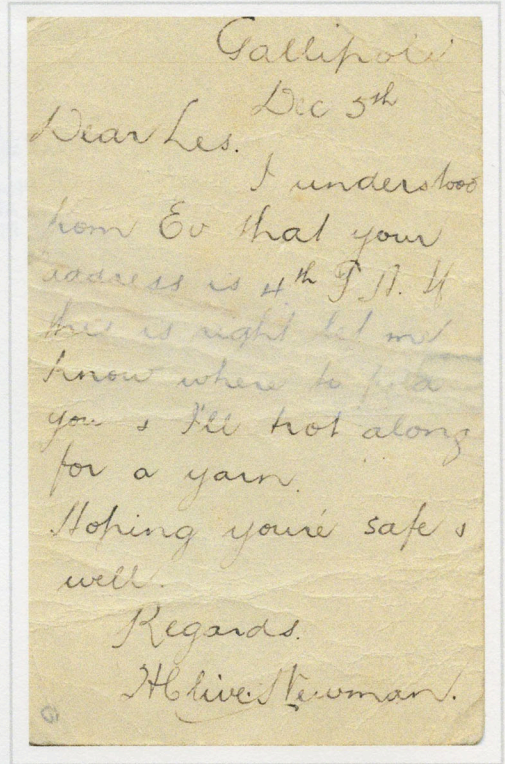 Gallipoli
Dec 5th
Dear Les.
I understood
from Ev that your
address is 4th If
this is right let me
know where to find
you & I'll trot along
for a yarn.
Hoping you're safe &
well.
Regards.
Clive Newman.